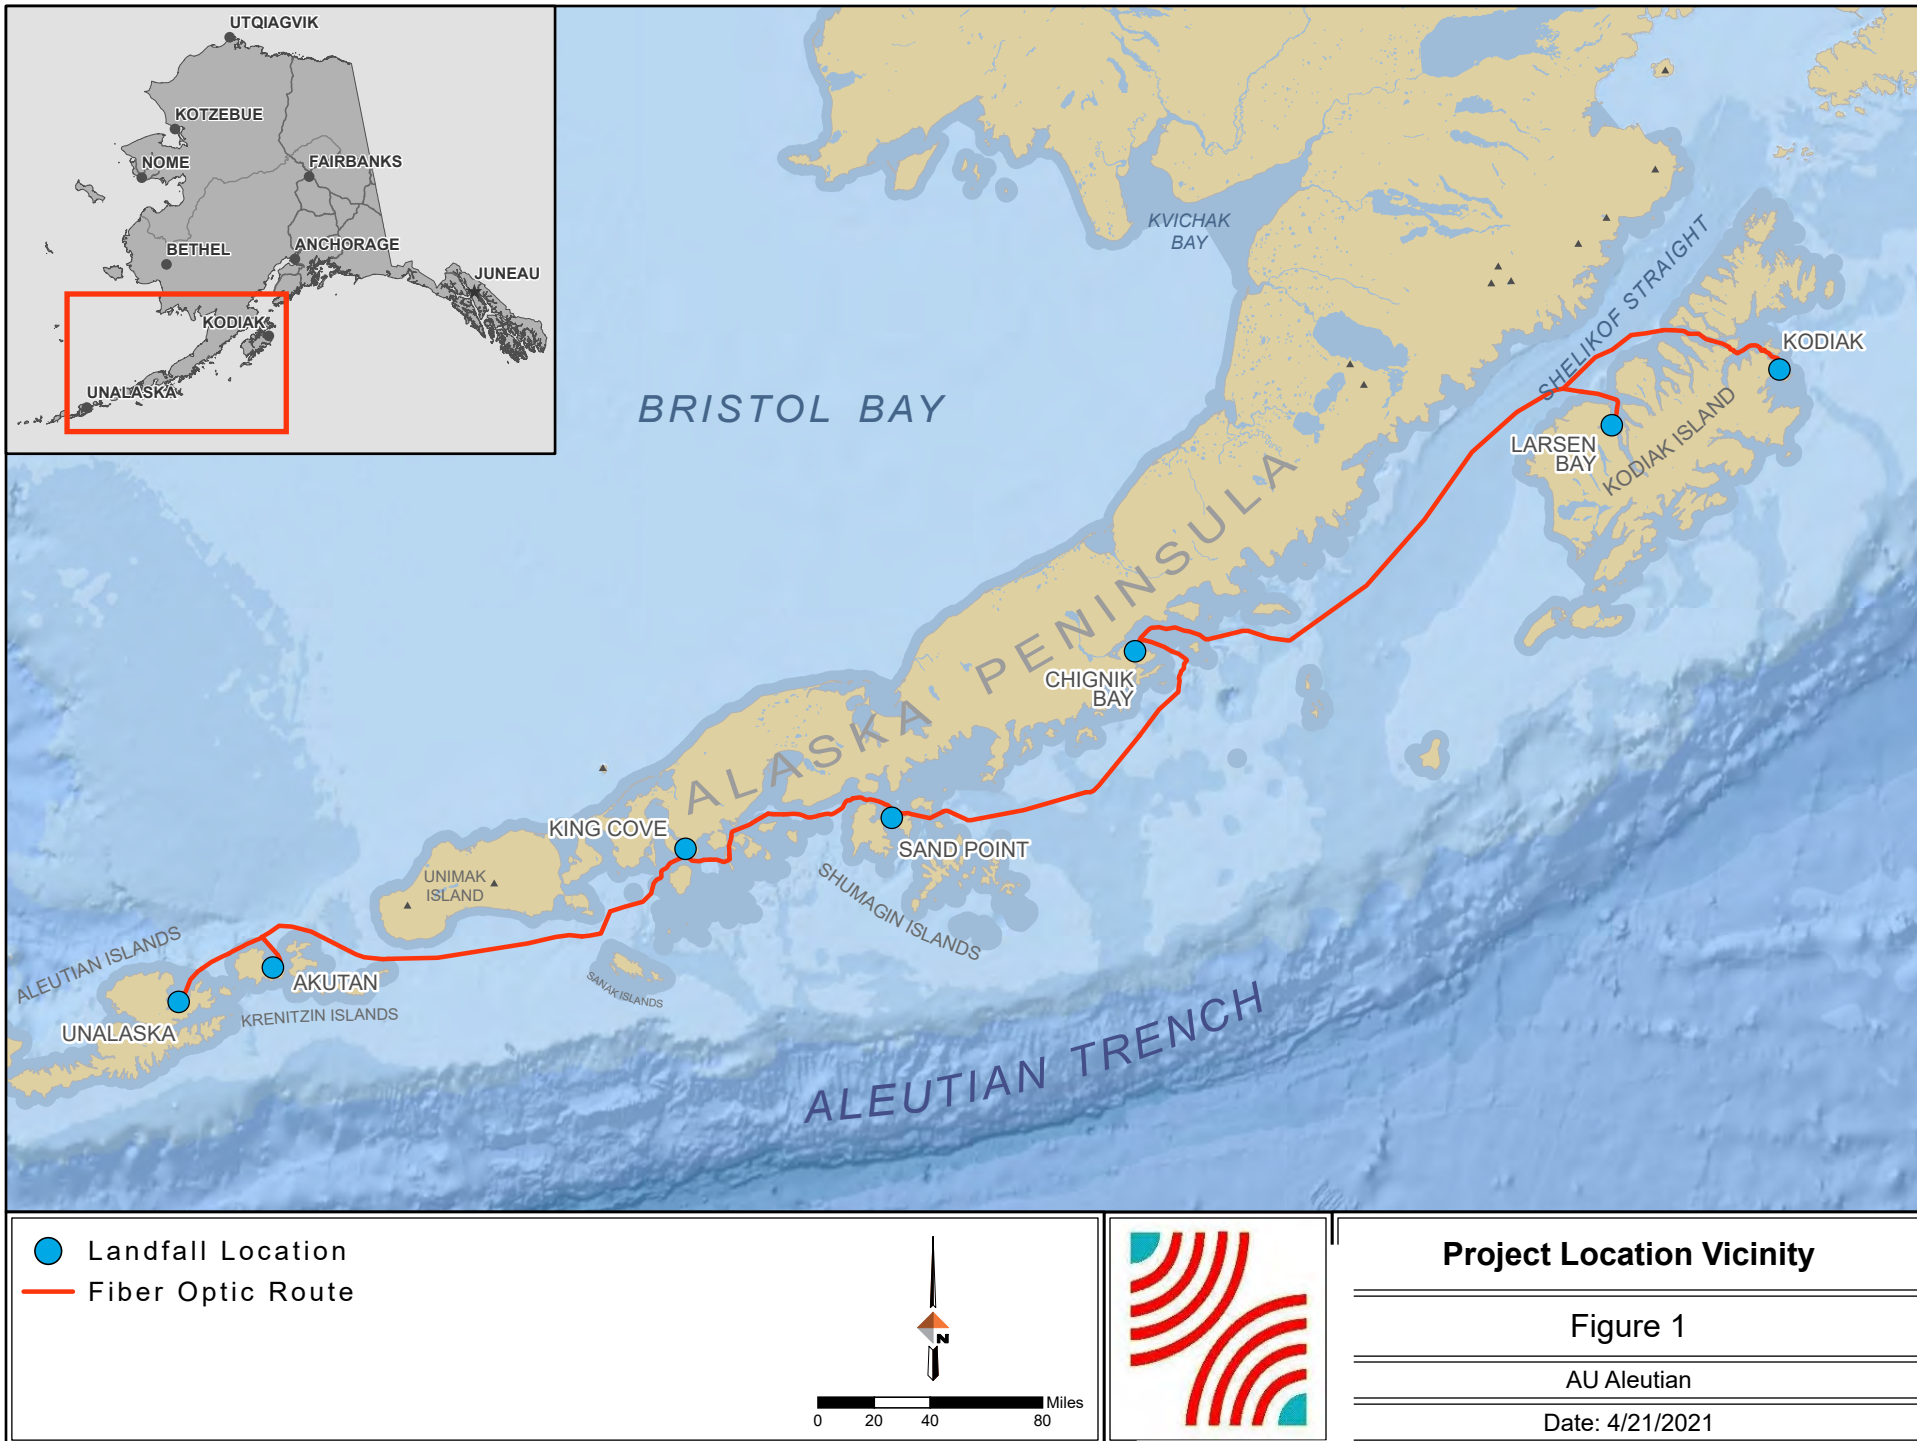 UTQIAGVIK
KOTZEBUE
NOME
FAIRBANKS
BETHEL
ANCHORAGE
JUNEAU
KODIAK
UNALASKA
KVICHAK
BAY
SHELIKOF STRAIGHT
KODIAK
BRISTOL BAY
LARSEN
BAY
KODIAK ISLAND
ALASKA PENINSULA
CHIGNIK
BAY
KING COVE
SAND POINT
UNIMAK
ISLAND
SHUMAGIN ISLANDS
ALEUTIAN ISLANDS
SANAK ISLANDS
AKUTAN
KRENITZIN ISLANDS
UNALASKA
ALEUTIAN TRENCH
Landfall Location
Fiber Optic Route
N
Miles
0 20 40 80
Project Location Vicinity
Figure 1
AU Aleutian
Date: 4/21/2021